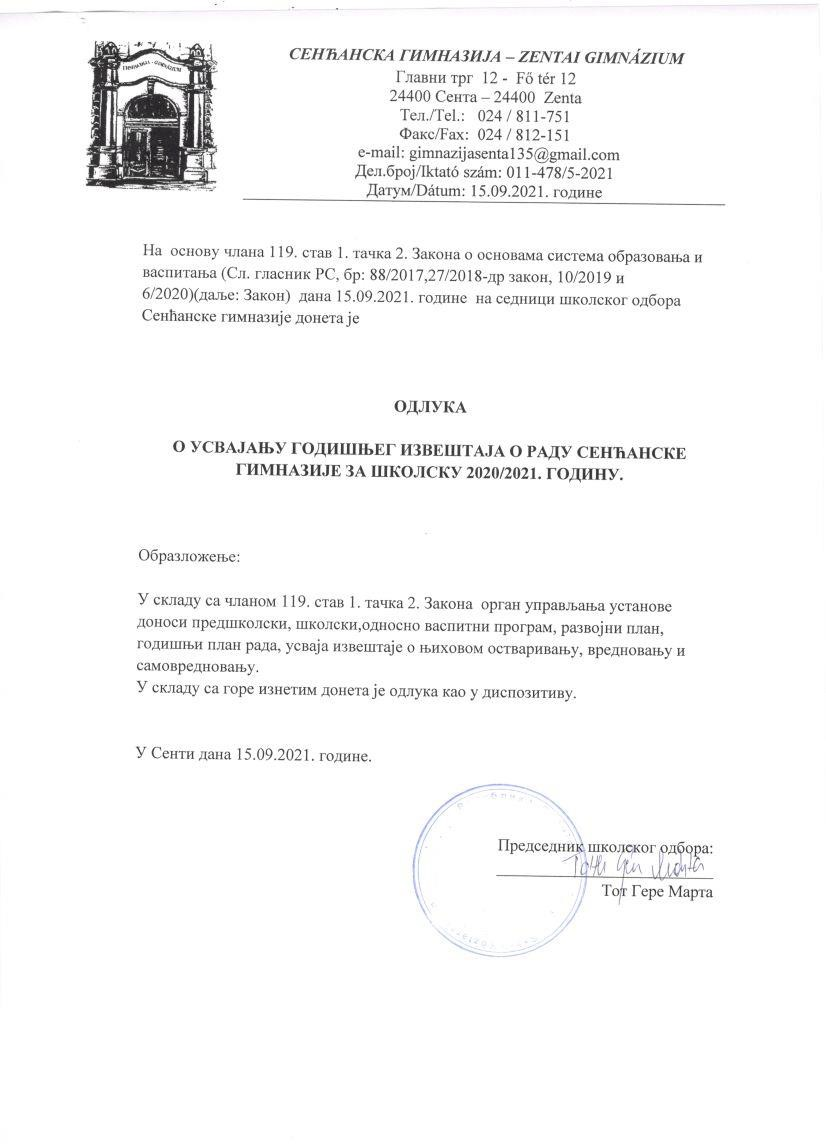 ГИМНАЗИЈА - GIMNÁZIUM
СЕНЋАНСКА ГИМНАЗИЈА – ZENTAI GIMNÁZIUM
Главни трг 12 - Fő tér 12
24400 Сента – 24400 Zenta
Тел./Tel.: 024 / 811-751
Факс/Fax: 024 / 812-151
e-mail: gimnazijasenta135@gmail.com
Дел.број/Iktató szám: 011-478/5-2021
Датум/Dátum: 15.09.2021. године
На основу члана 119. став 1. тачка 2. Закона о основама система образовања и
васпитања (Сл. гласник РС, бр: 88/2017,27/2018-др закон, 10/2019 и
6/2020)(даље: Закон) дана 15.09.2021. године на седници школског одбора
Сенћанске гимназије донета је
ОДЛУКА
О УСВАЈАЊУ ГОДИШЊЕГ ИЗВЕШТАЈА О РАДУ СЕНЋАНСКЕ
ГИМНАЗИЈЕ ЗА ШКОЛСКУ 2020/2021. ГОДИНУ.
Образложење:
У складу са чланом 119. став 1. тачка 2. Закона орган управљања установе
доноси предшколски, школски,односно васпитни програм, развојни план,
годишњи план рада, усваја извештаје о њиховом остваривању, вредновању и
самовредновању.
У складу са горе изнетим донета је одлука као у диспозитиву.
У Сенти дана 15.09.2021. године.
Председник школског одбора:
Тот Гере Марта